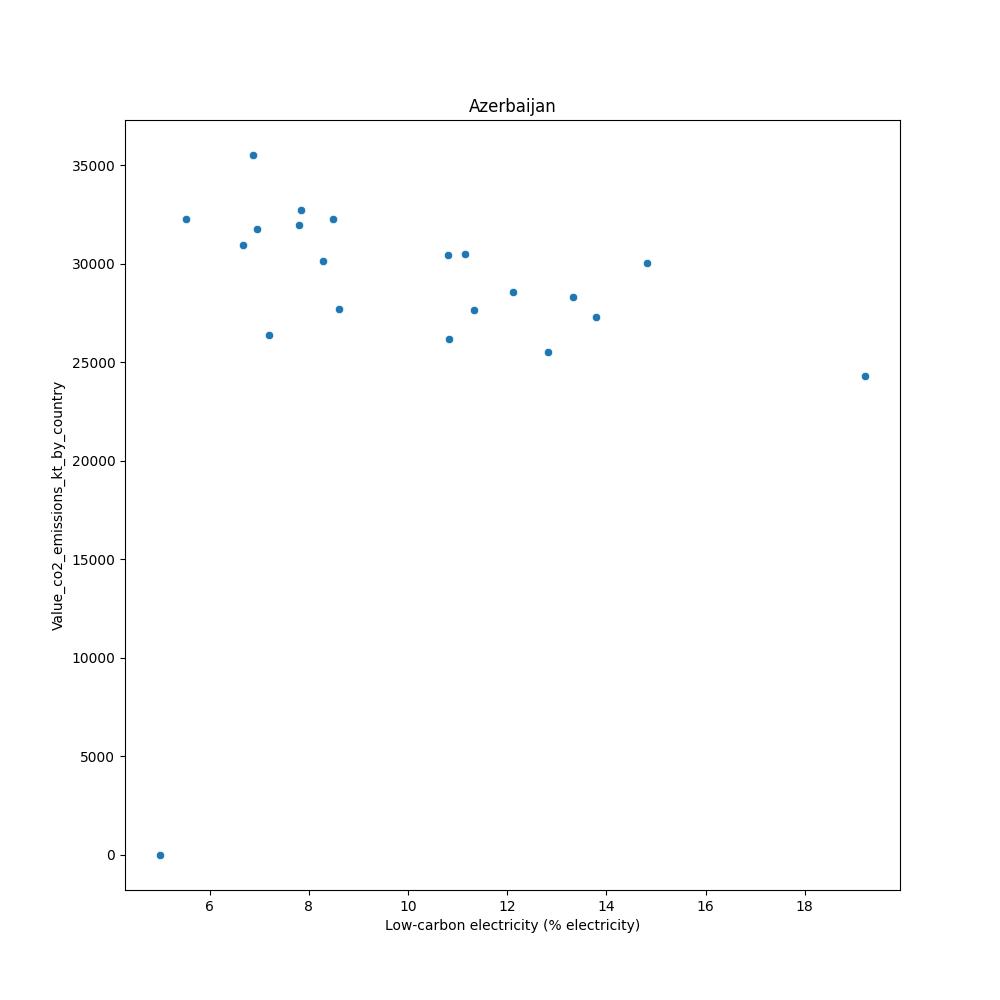 Azerbaijan
Value_co2_emissions_kt_by_country
35000
30000
25000
20000
15000
10000
5000
0
6 8 10 12 14 16 18
Low-carbon electricity (% electricity)